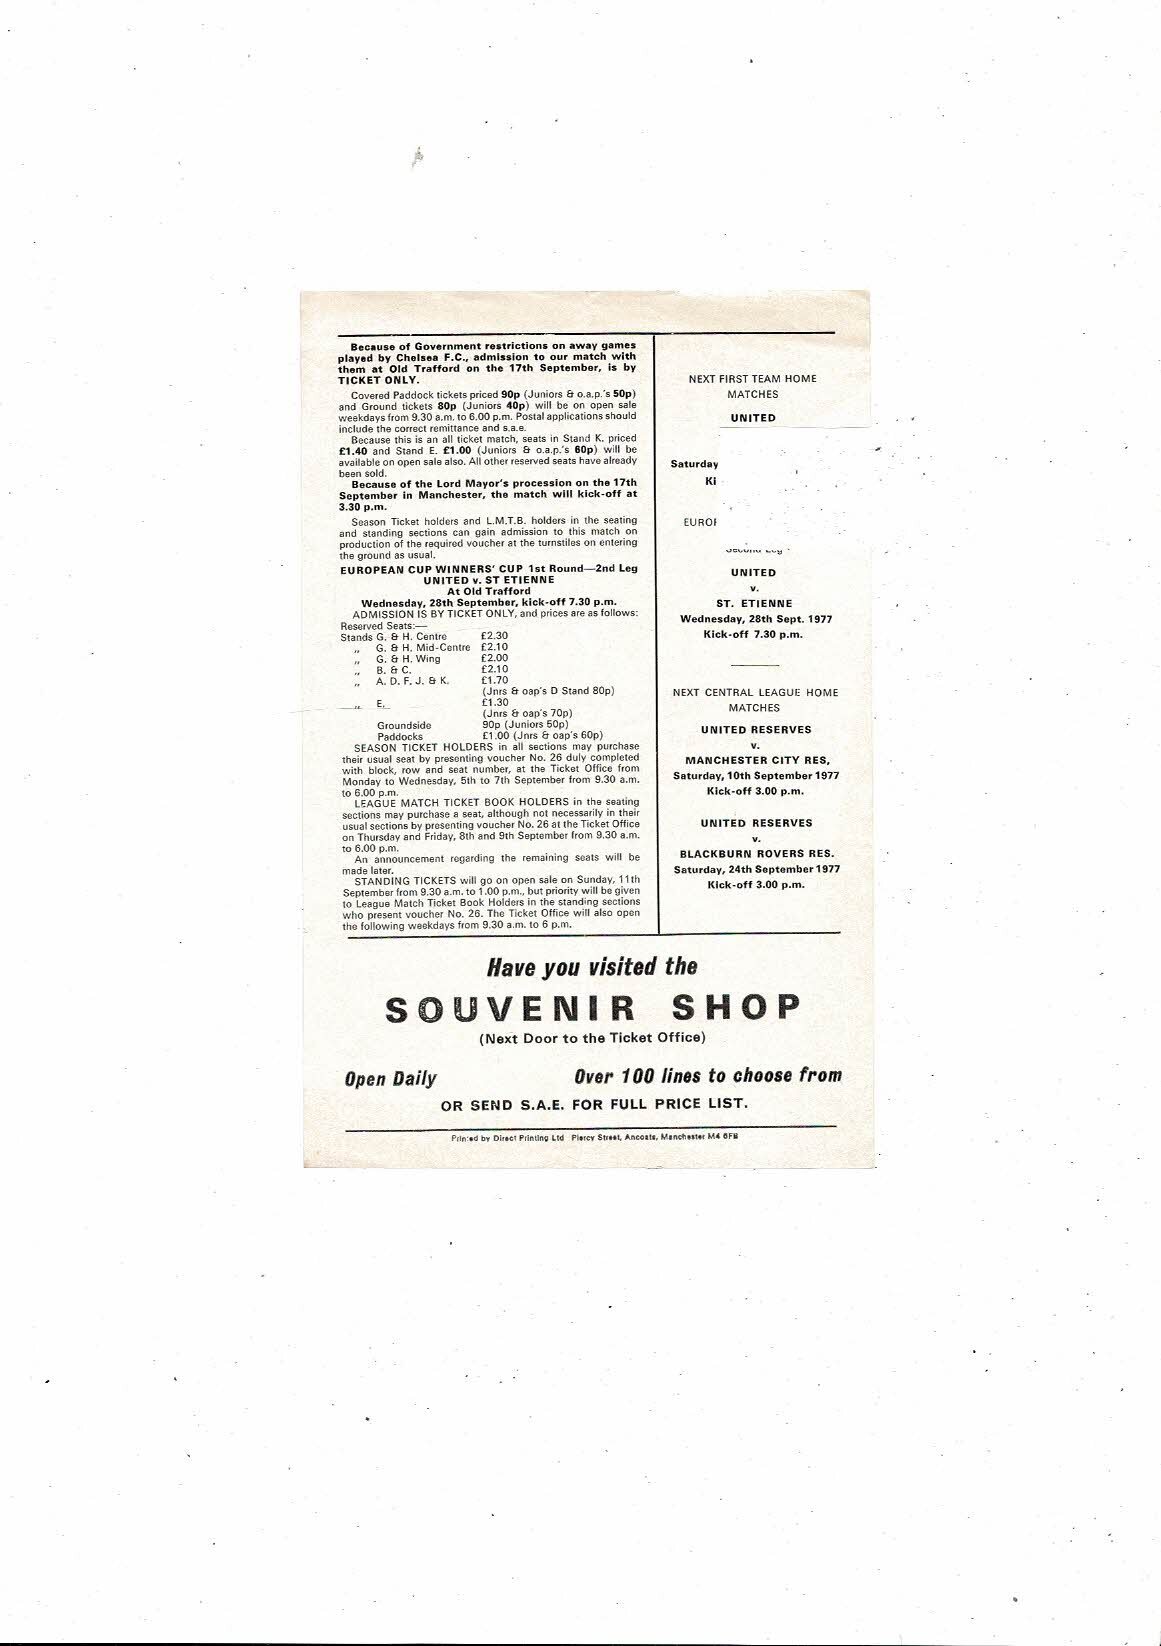 Because of Government restrictions on away games
played by Chelsea F.C., admission to our match with
them at Old Trafford on the 17th September, is by
TICKET ONLY.
Covered Paddock tickets priced 90p (Juniors & o.a.p.'s 50p)
and Ground tickets 80p (Juniors 40p) will be on open sale
weekdays from 9.30 a.m. to 6.00 p.m. Postal applications should
include the correct remittance and s.a.e.
Because this is an all ticket match, seats in Stand K. priced
£1.40 and Stand E. £1.00 (Juniors & o.a.p.'s 60p) will be
available on open sale also. All other reserved seats have already
been sold.
Because of the Lord Mayor's procession on the 17th
September in Manchester, the match will kick-off at
3.30 p.m.
Season Ticket holders and L.M.T.B. holders in the seating
and standing sections can gain admission to this match on
production of the required voucher at the turnstiles on entering
the ground as usual.
EUROPEAN CUP WINNERS' CUP 1st Round—2nd Leg
UNITED v. ST ETIENNE
At Old Trafford
Wednesday, 28th September, kick-off 7.30 p.m.
ADMISSION IS BY TICKET ONLY, and prices are as follows:
Reserved Seats:—
Stands G. & H. Centre £2.30
„ G. & H. Mid-Centre £2.10
„ G. & H. Wing £2.00
„ B. & C. £2.10
„ A. D. F. J. & K. £1.70
(Jnrs & oap's D Stand 80p)
„ E. £1.30
(Jnrs & oap's 70p)
Groundside 90p (Juniors 50p)
Paddocks £1.00 (Jnrs & oap's 60p)
SEASON TICKET HOLDERS in all sections may purchase
their usual seat by presenting voucher No. 26 duly completed
with block, row and seat number, at the Ticket Office from
Monday to Wednesday, 5th to 7th September from 9.30 a.m.
to 6.00 p.m.
LEAGUE MATCH TICKET BOOK HOLDERS in the seating
sections may purchase a seat, although not necessarily in their
usual sections by presenting voucher No. 26 at the Ticket Office
on Thursday and Friday, 8th and 9th September from 9.30 a.m.
to 6.00 p.m.
An announcement regarding the remaining seats will be
made later.
STANDING TICKETS will go on open sale on Sunday, 11th
September from 9.30 a.m. to 1.00 p.m., but priority will be given
to League Match Ticket Book Holders in the standing sections
who present voucher No. 26. The Ticket Office will also open
the following weekdays from 9.30 a.m. to 6 p.m.
NEXT FIRST TEAM HOME
MATCHES
UNITED
Saturday
Ki
EURO
Second Leg
UNITED
v.
ST. ETIENNE
Wednesday, 28th Sept. 1977
Kick-off 7.30 p.m.
NEXT CENTRAL LEAGUE HOME
MATCHES
UNITED RESERVES
v.
MANCHESTER CITY RES,
Saturday, 10th September 1977
Kick-off 3.00 p.m.
UNITED RESERVES
v.
BLACKBURN ROVERS RES.
Saturday, 24th September 1977
Kick-off 3.00 p.m.
Have you visited the
SOUVENIR SHOP
(Next Door to the Ticket Office)
Open Daily Over 100 lines to choose from
OR SEND S.A.E. FOR FULL PRICE LIST.
Printed by Direct Printing Ltd Piercy Street, Ancoats, Manchester M4 6FB